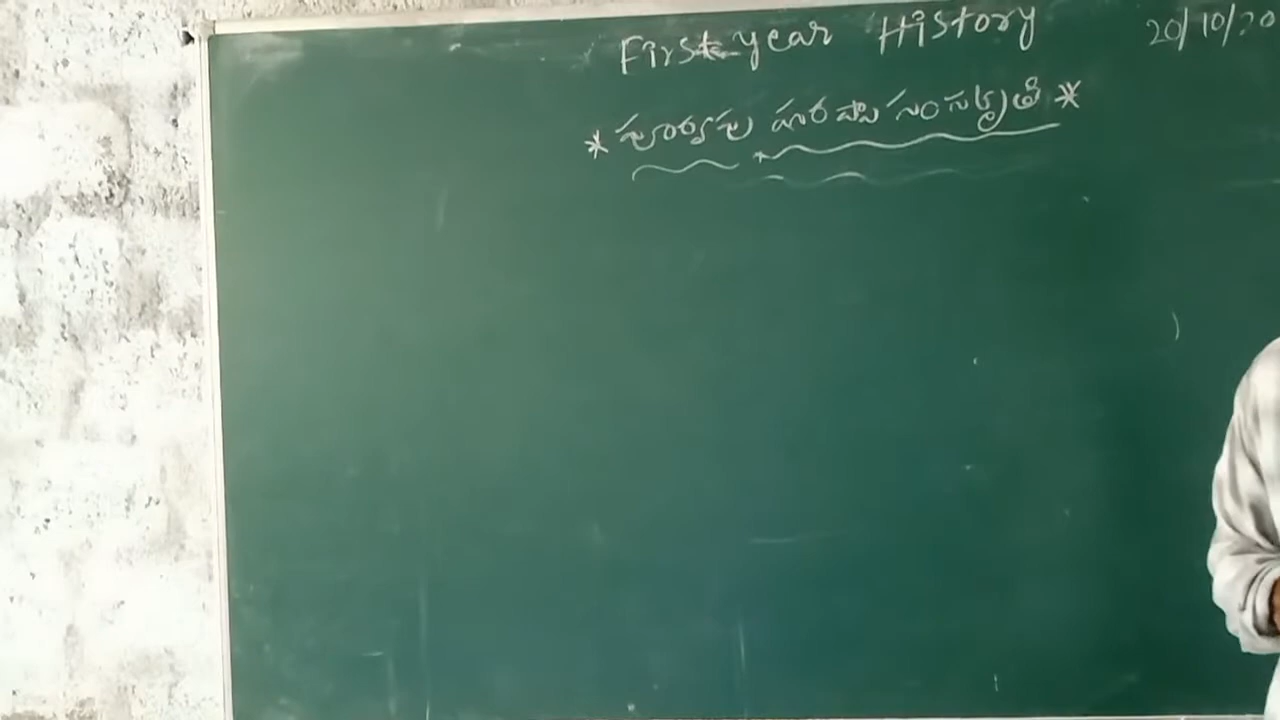 First year History 20/10/20
* పూర్వపు హరప్పా సంస్కృతి *